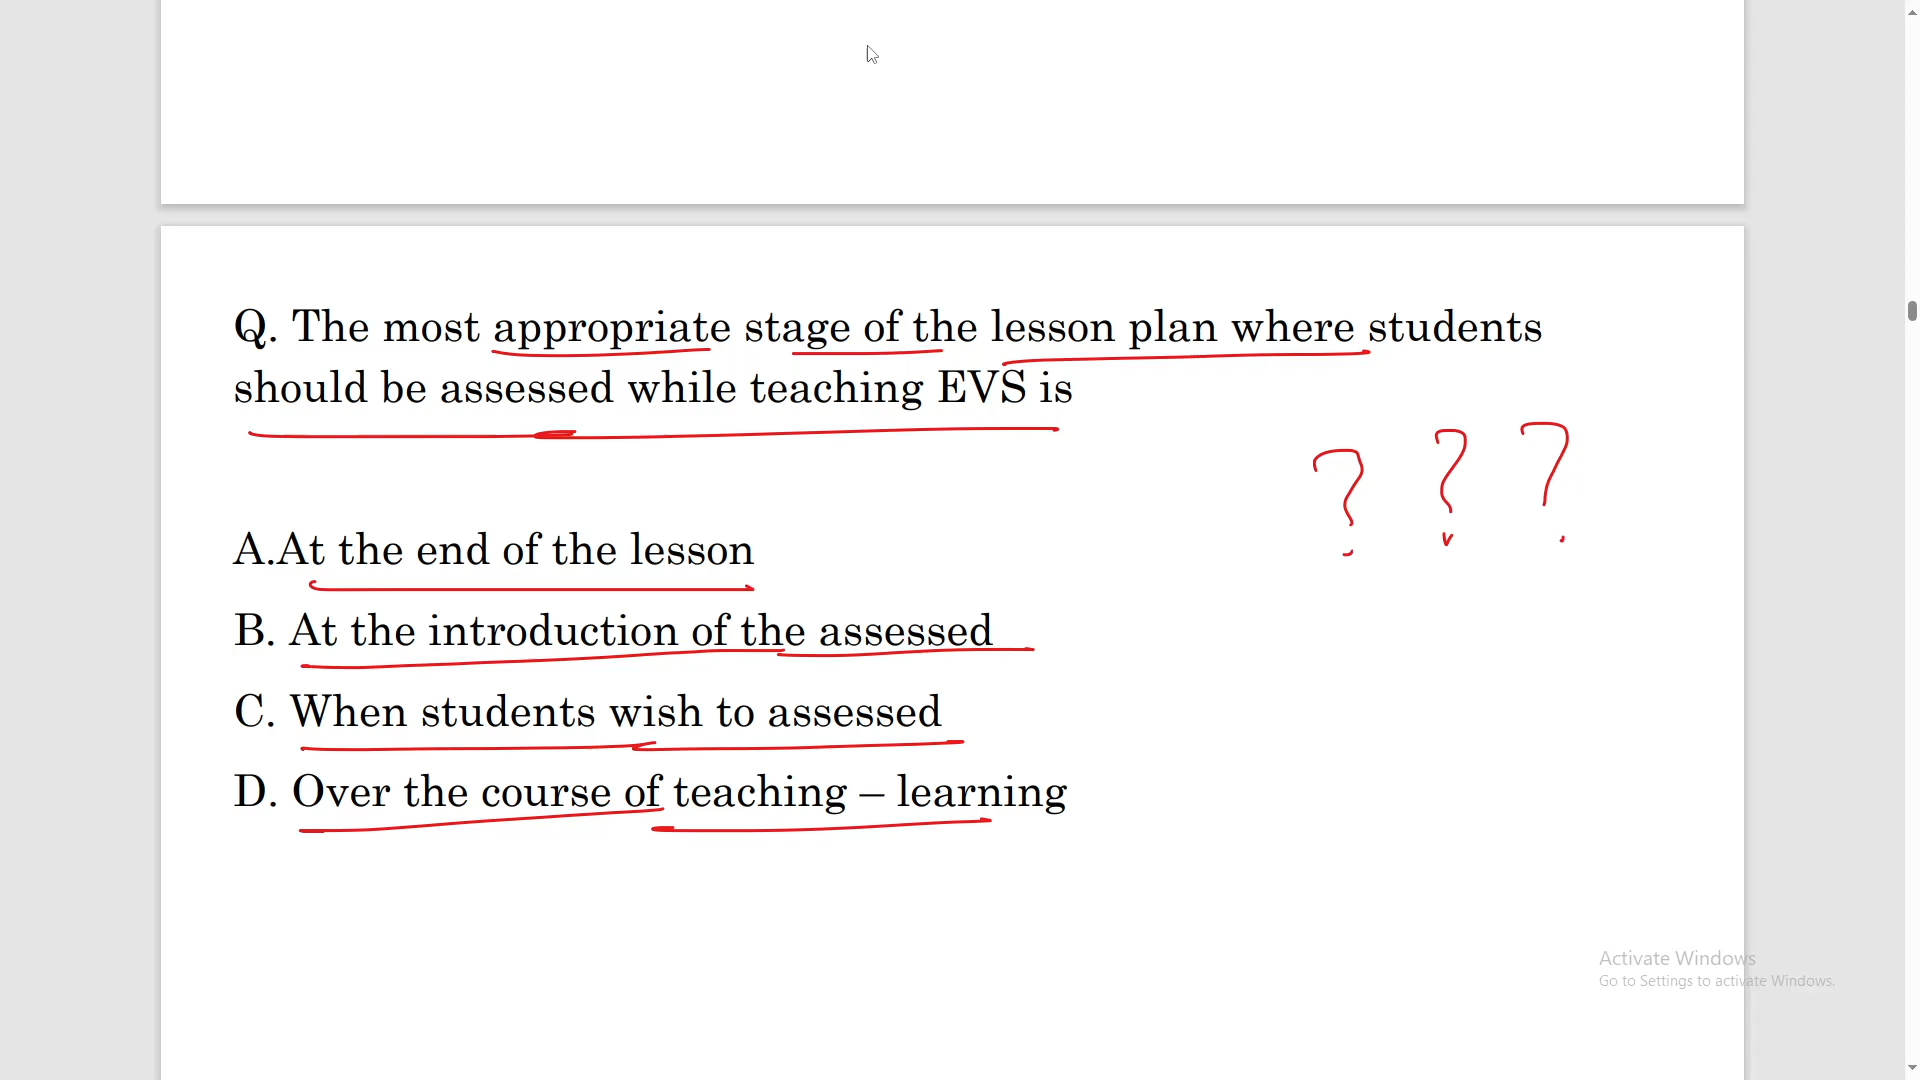 Q. The most appropriate stage of the lesson plan where students
should be assessed while teaching EVS is
? ? ?
A.At the end of the lesson
B. At the introduction of the assessed
C. When students wish to assessed
D. Over the course of teaching – learning
Activate Windows
Go to Settings to activate Windows.